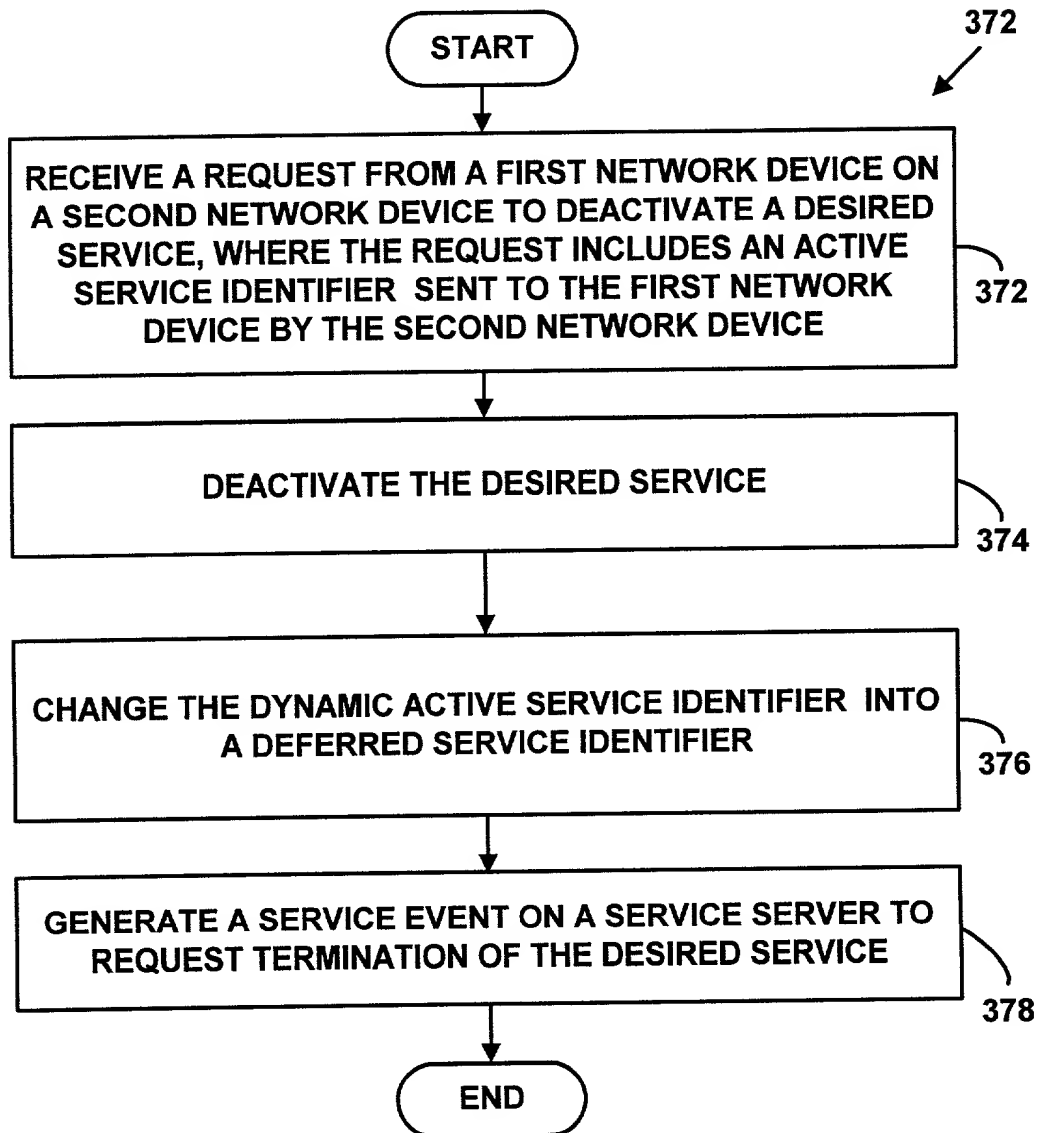 START
372
RECEIVE A REQUEST FROM A FIRST NETWORK DEVICE ON
A SECOND NETWORK DEVICE TO DEACTIVATE A DESIRED
SERVICE, WHERE THE REQUEST INCLUDES AN ACTIVE
SERVICE IDENTIFIER SENT TO THE FIRST NETWORK
DEVICE BY THE SECOND NETWORK DEVICE
372
DEACTIVATE THE DESIRED SERVICE
374
CHANGE THE DYNAMIC ACTIVE SERVICE IDENTIFIER INTO
A DEFERRED SERVICE IDENTIFIER
376
GENERATE A SERVICE EVENT ON A SERVICE SERVER TO
REQUEST TERMINATION OF THE DESIRED SERVICE
378
END